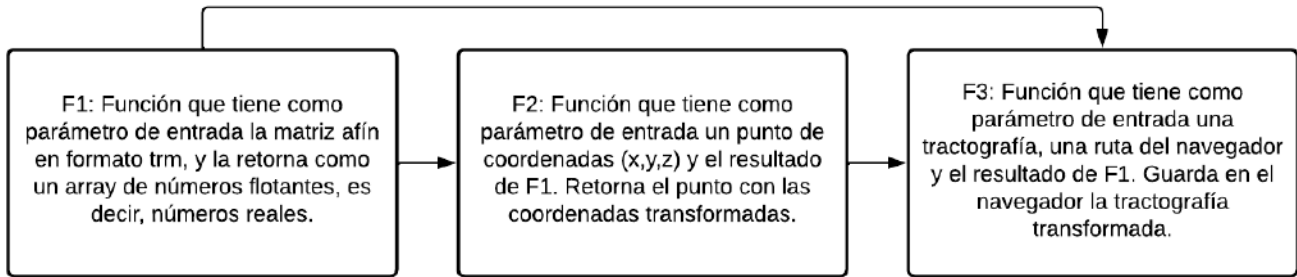 F1: Función que tiene como
parámetro de entrada la matriz afín
en formato trm, y la retorna como
un array de números flotantes, es
decir, números reales.
F2: Función que tiene como
parámetro de entrada un punto de
coordenadas (x,y,z) y el resultado
de F1. Retorna el punto con las
coordenadas transformadas.
F3: Función que tiene como
parámetro de entrada una
tractografía, una ruta del navegador
y el resultado de F1. Guarda en el
navegador la tractografía
transformada.